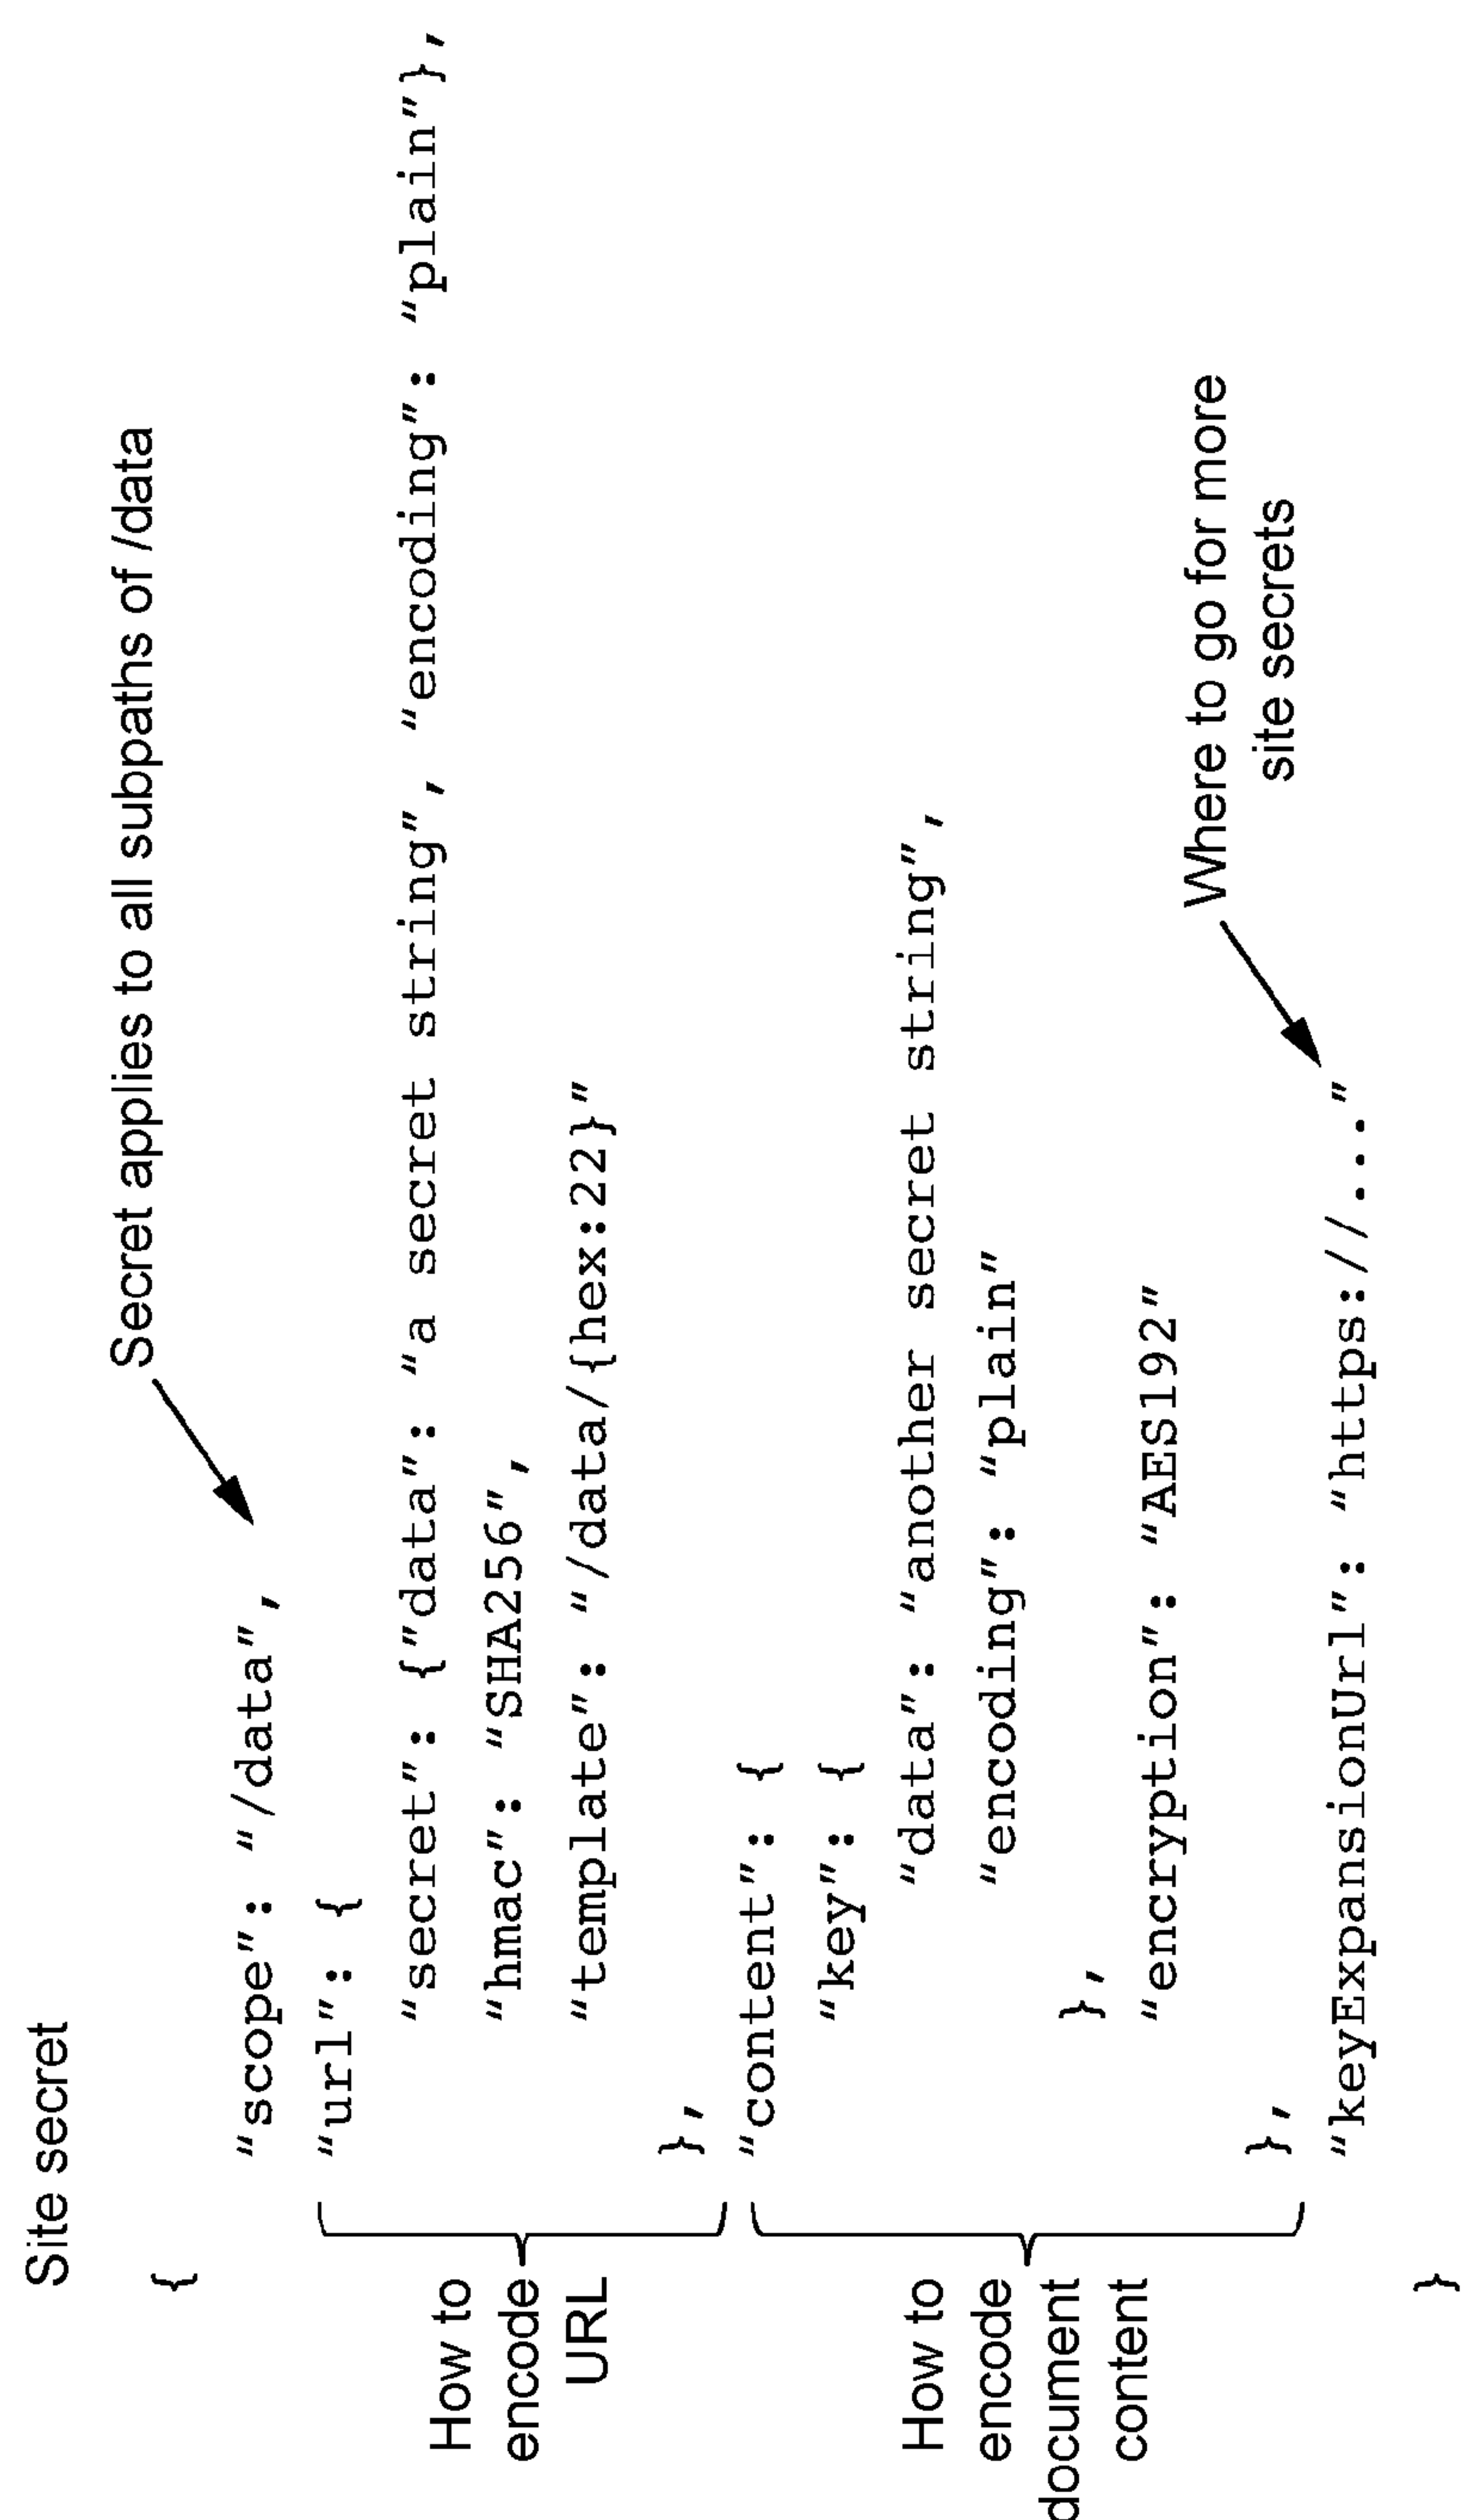 Site secret
Secret applies to all subpaths of /data
{
“scope”: “/data”,
“url”: {
“secret”: {“data”: “a secret string”, “encoding”: “plain”},
“hmac”: “SHA256”,
“template”: “/data/{hex:22}”
},
How to
encode
URL
“content”: {
“key”: {
“data”: “another secret string”,
“encoding”: “plain”
},
“encryption”: “AES192”
},
How to
encode
document
content
Where to go for more
site secrets
“keyExpansionUrl”: “https://...”
}